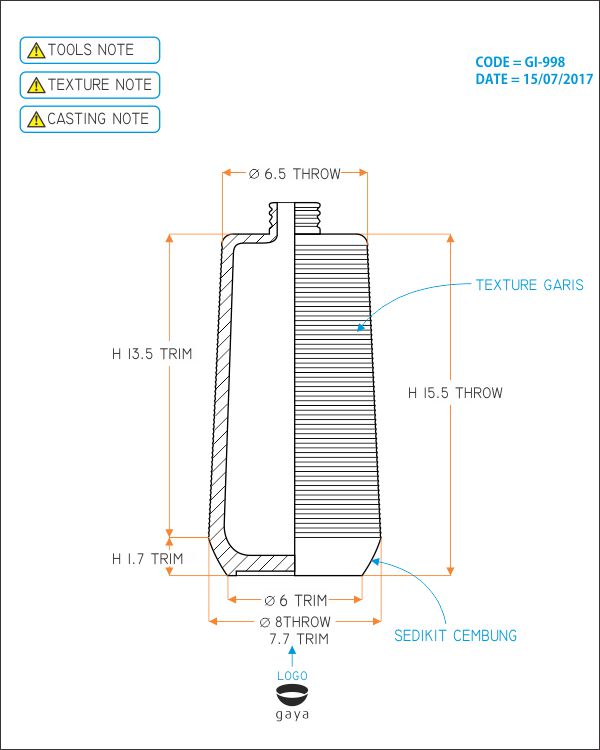 TOOLS NOTE
TEXTURE NOTE
CASTING NOTE
CODE = GI-998
DATE = 15/07/2017
Ø 6.5 THROW
TEXTURE GARIS
H 13.5 TRIM
H 15.5 THROW
H 1.7 TRIM
Ø 6 TRIM
Ø 8THROW
7.7 TRIM
SEDIKIT CEMBUNG
LOGO
gaya